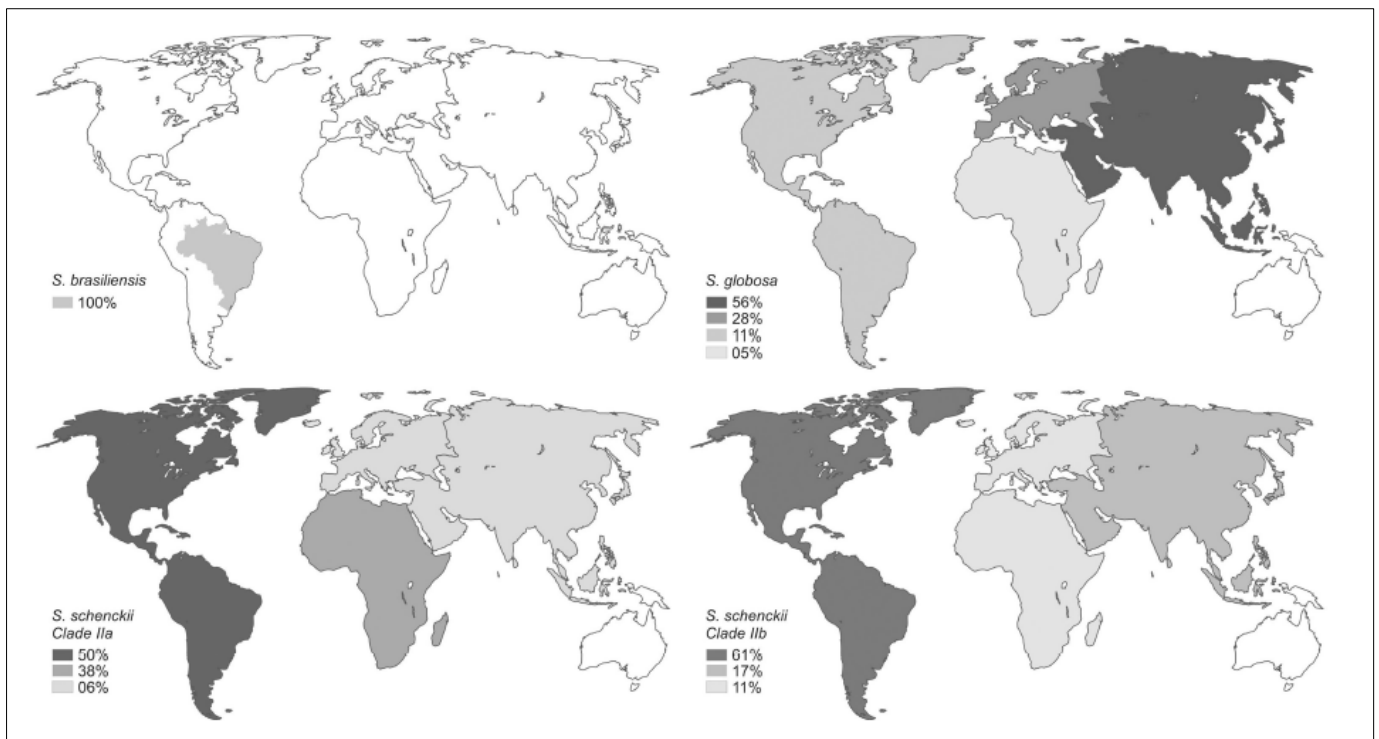 S. brasiliensis
100%
S. globosa
56%
28%
11%
05%
S. schenckii
Clade IIa
50%
38%
06%
S. schenckii
Clade IIb
61%
17%
11%